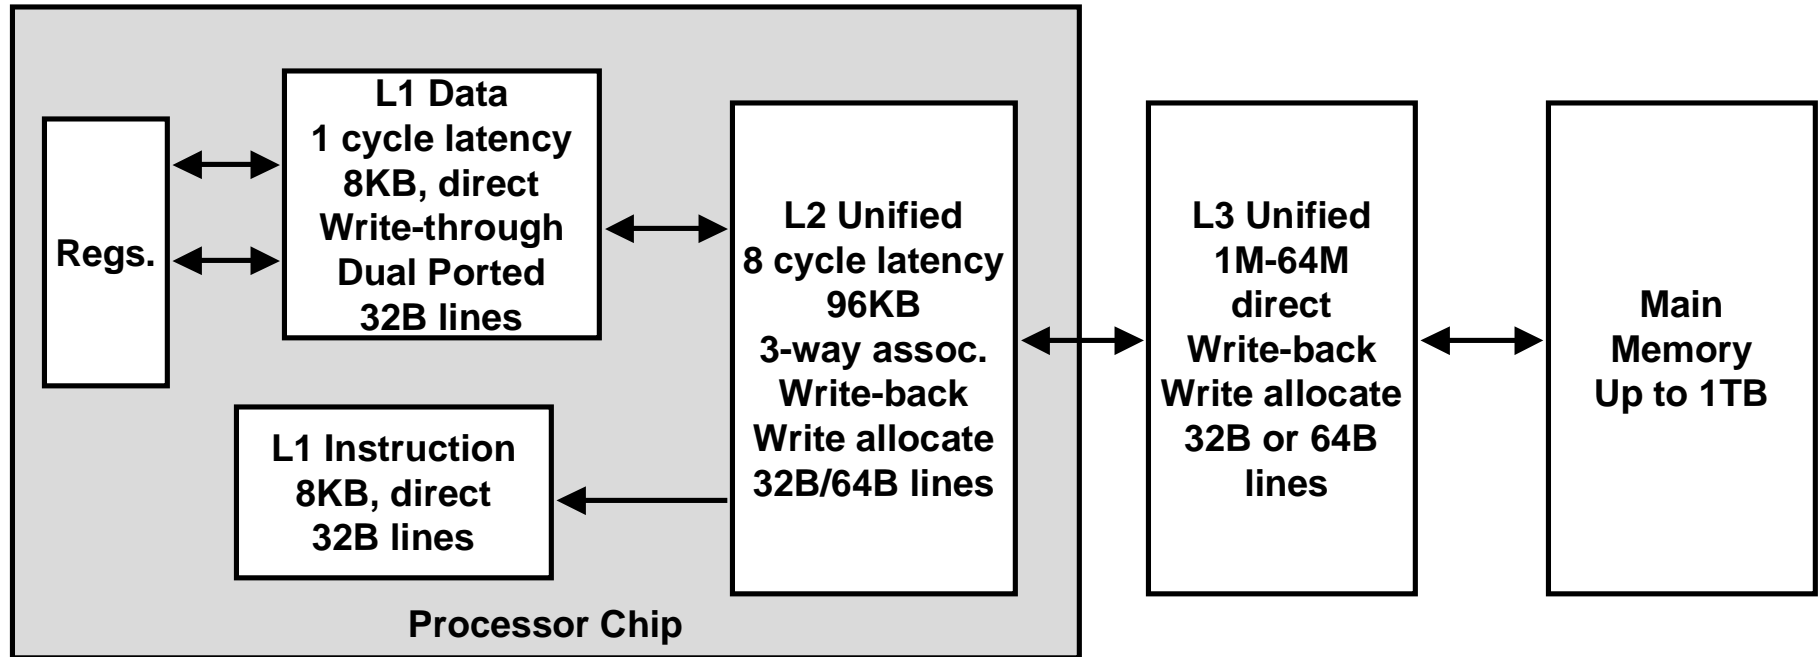 Regs.
L1 Data
1 cycle latency
8KB, direct
Write-through
Dual Ported
32B lines
L1 Instruction
8KB, direct
32B lines
L2 Unified
8 cycle latency
96KB
3-way assoc.
Write-back
Write allocate
32B/64B lines
Processor Chip
L3 Unified
1M-64M
direct
Write-back
Write allocate
32B or 64B
lines
Main
Memory
Up to 1TB